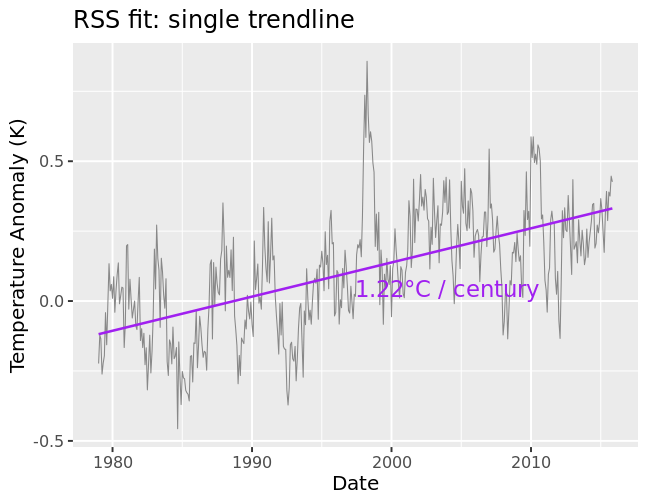 RSS fit: single trendline
Temperature Anomaly (K)
0.5
0.0
-0.5
1.22°C / century
1980 1990 2000 2010
Date